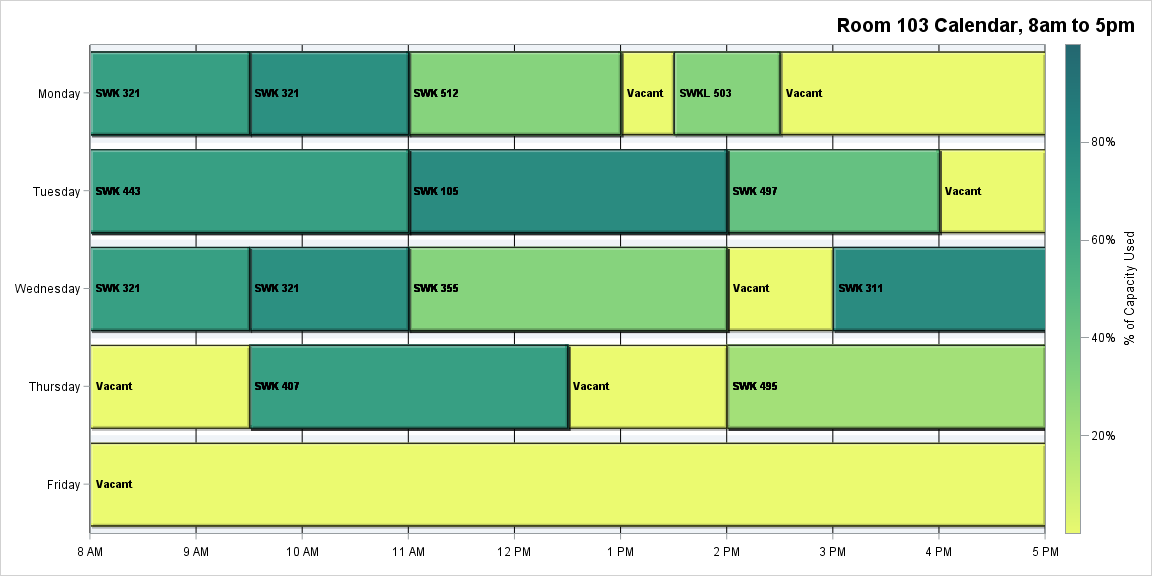 Room 103 Calendar, 8am to 5pm
Monday
SWK 321
SWK 321
SWK 512
Vacant
SWKL 503
Vacant
Tuesday
SWK 443
SWK 105
SWK 497
Vacant
Wednesday
SWK 321
SWK 321
SWK 355
Vacant
SWK 311
Thursday
Vacant
SWK 407
Vacant
SWK 495
Friday
Vacant
8 AM
9 AM
10 AM
11 AM
12 PM
1 PM
2 PM
3 PM
4 PM
5 PM
80%
60%
40%
20%
% of Capacity Used